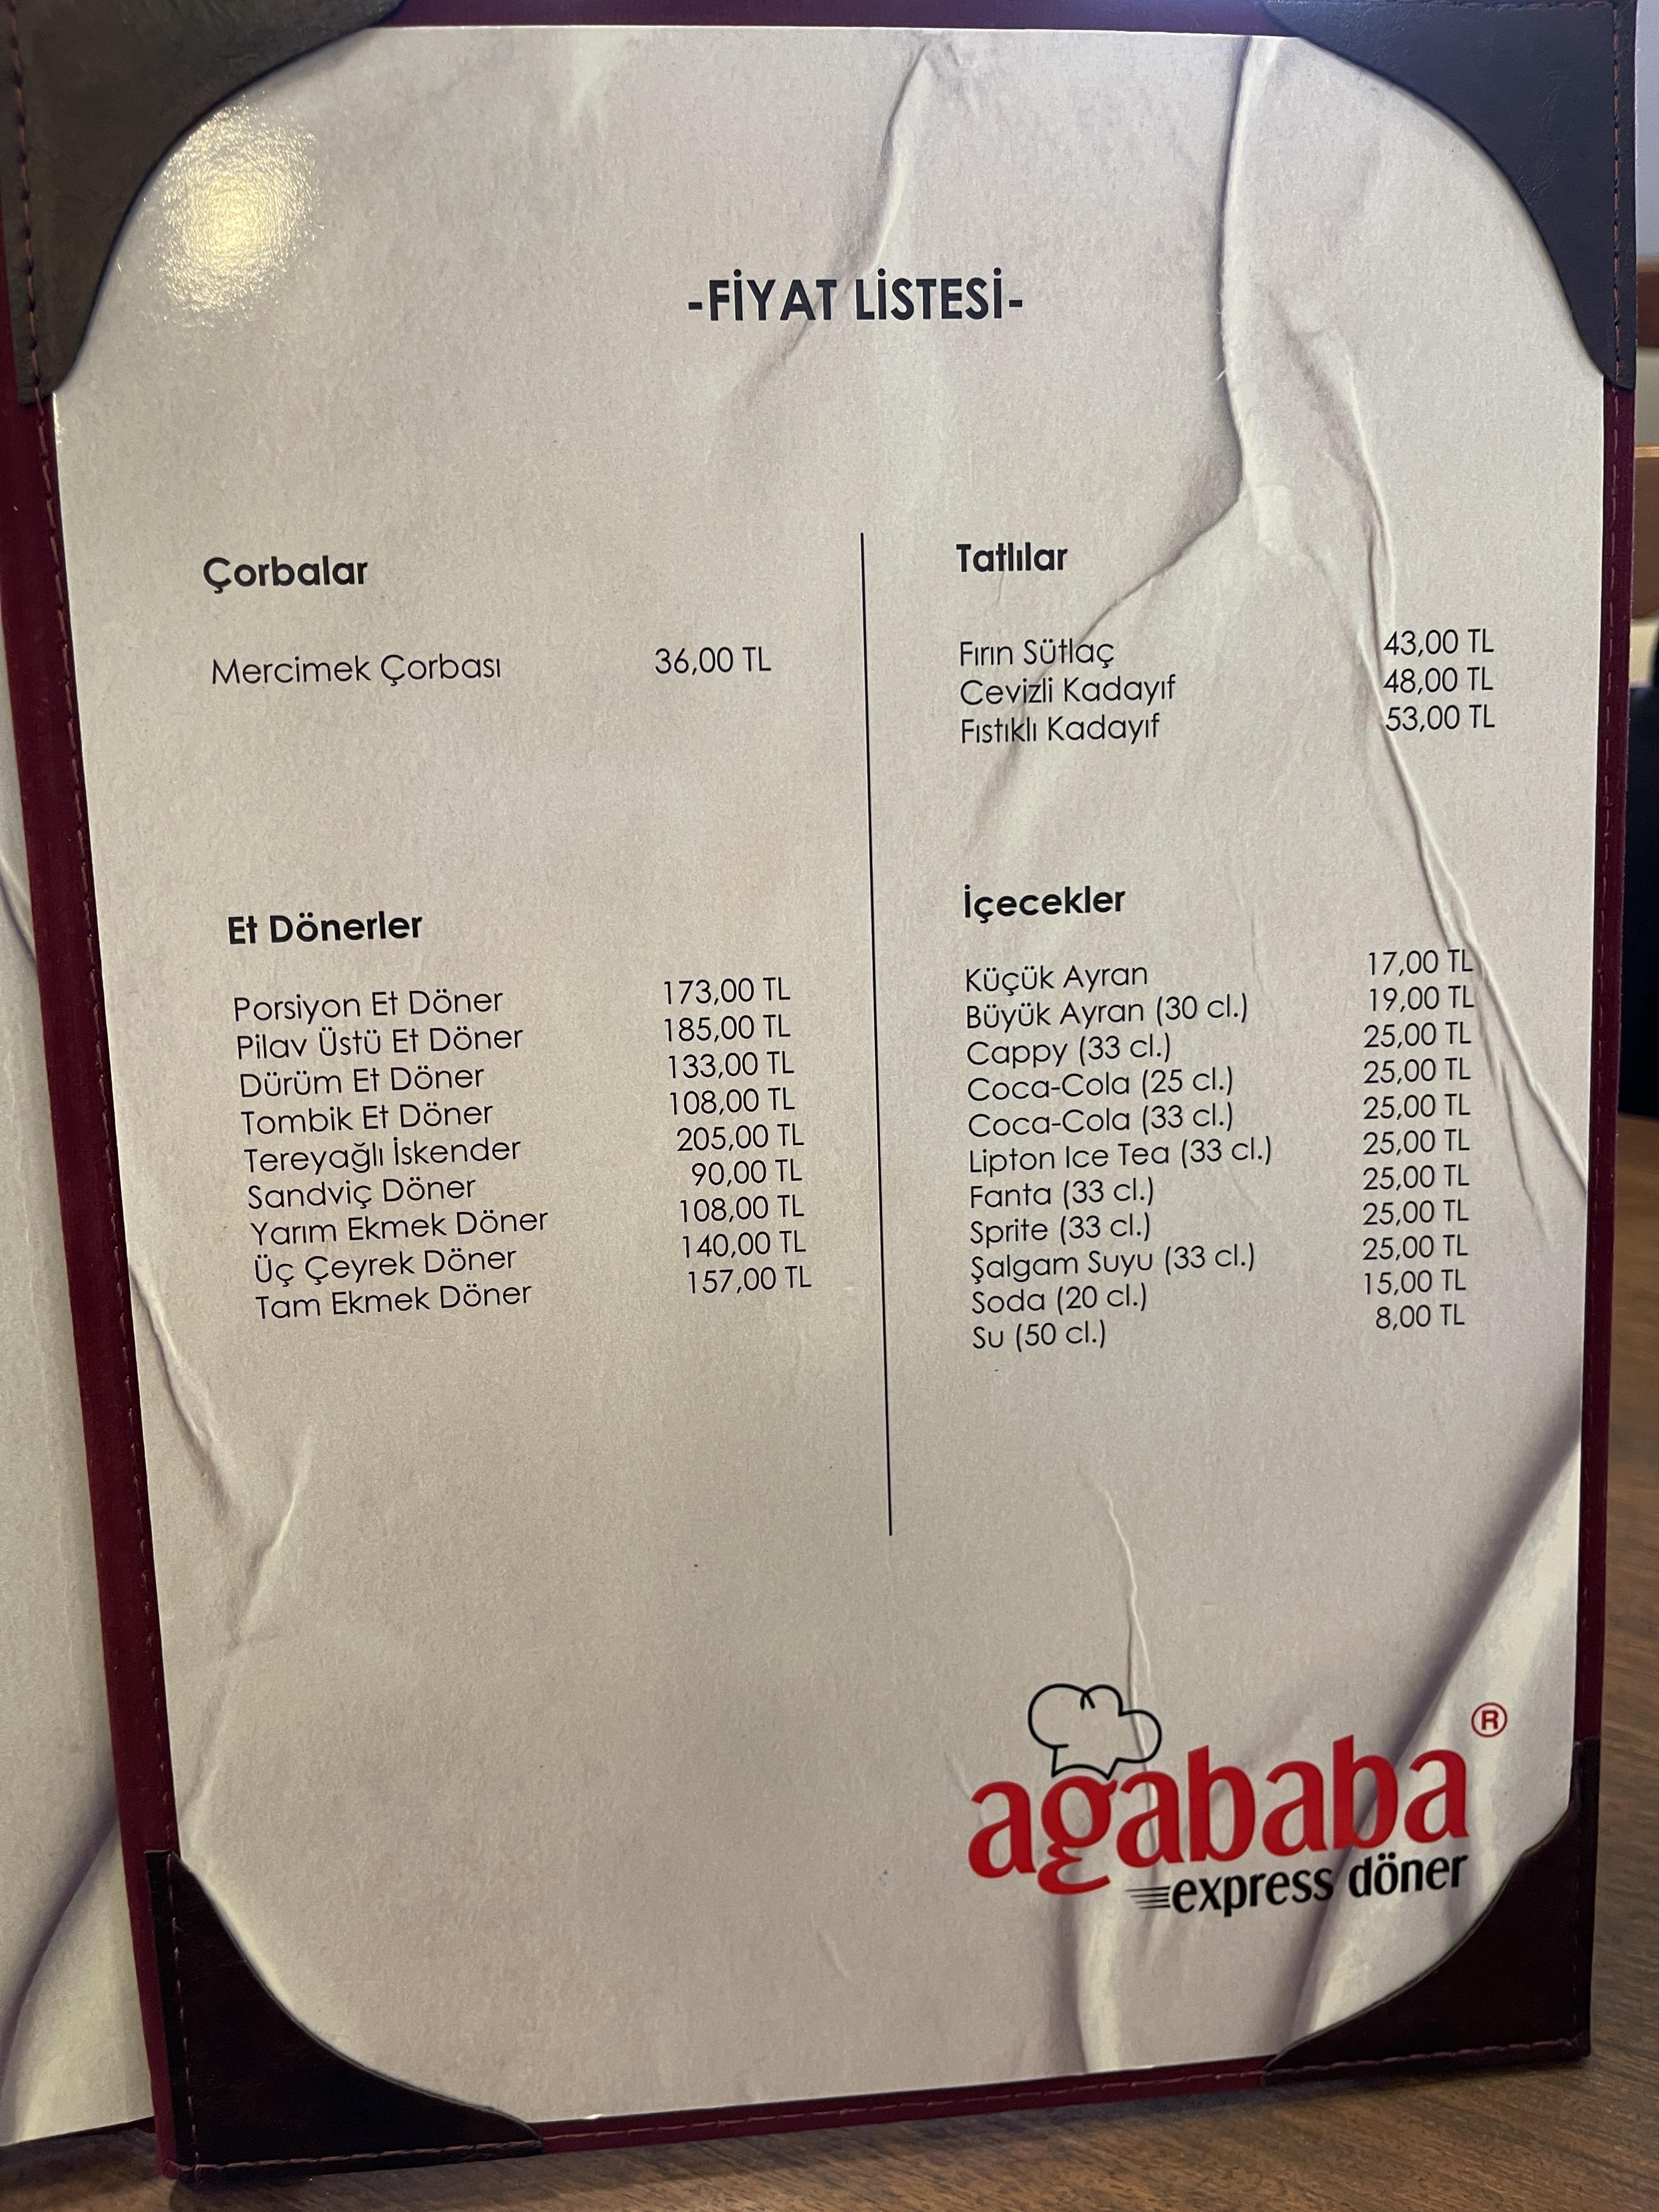 -FİYAT LİSTESİ-
Çorbalar
Mercimek Çorbası 36,00 TL
Et Dönerler
Porsiyon Et Döner 173,00 TL
Pilav Üstü Et Döner 185,00 TL
Dürüm Et Döner 133,00 TL
Tombik Et Döner 108,00 TL
Tereyağlı İskender 205,00 TL
Sandviç Döner 90,00 TL
Yarım Ekmek Döner 108,00 TL
Üç Çeyrek Döner 140,00 TL
Tam Ekmek Döner 157,00 TL
Tatlılar
Fırın Sütlaç 43,00 TL
Cevizli Kadayıf 48,00 TL
Fıstıklı Kadayıf 53,00 TL
İçecekler
Küçük Ayran 17,00 TL
Büyük Ayran (30 cl.) 19,00 TL
Cappy (33 cl.) 25,00 TL
Coca-Cola (25 cl.) 25,00 TL
Coca-Cola (33 cl.) 25,00 TL
Lipton Ice Tea (33 cl.) 25,00 TL
Fanta (33 cl.) 25,00 TL
Sprite (33 cl.) 25,00 TL
Şalgam Suyu (33 cl.) 25,00 TL
Soda (20 cl.) 15,00 TL
Su (50 cl.) 8,00 TL
agababa ®
express döner